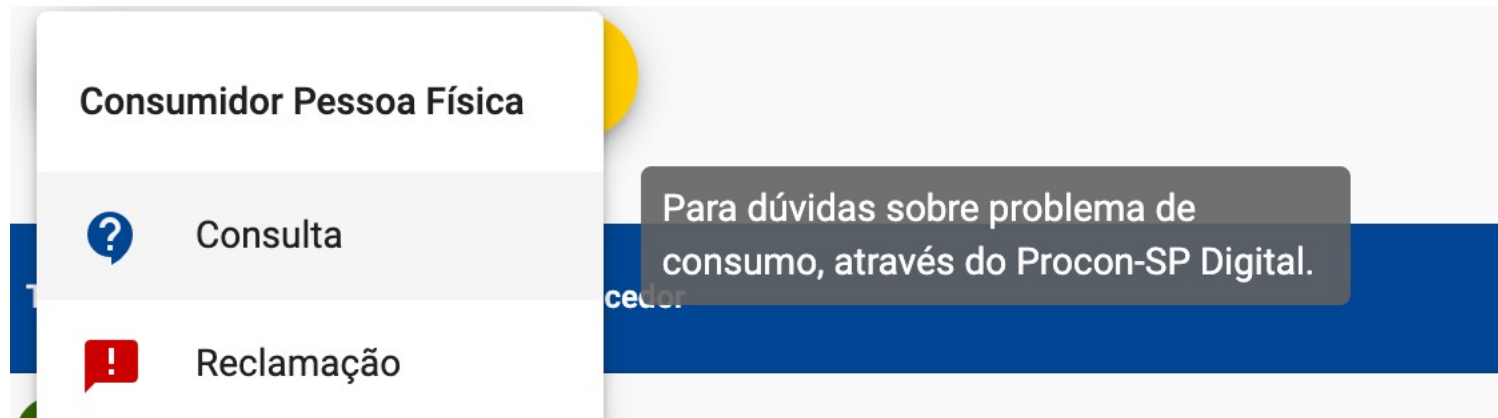 Consumidor Pessoa Física
Consulta
Para dúvidas sobre problema de
consumo, através do Procon-SP Digital.
Reclamação